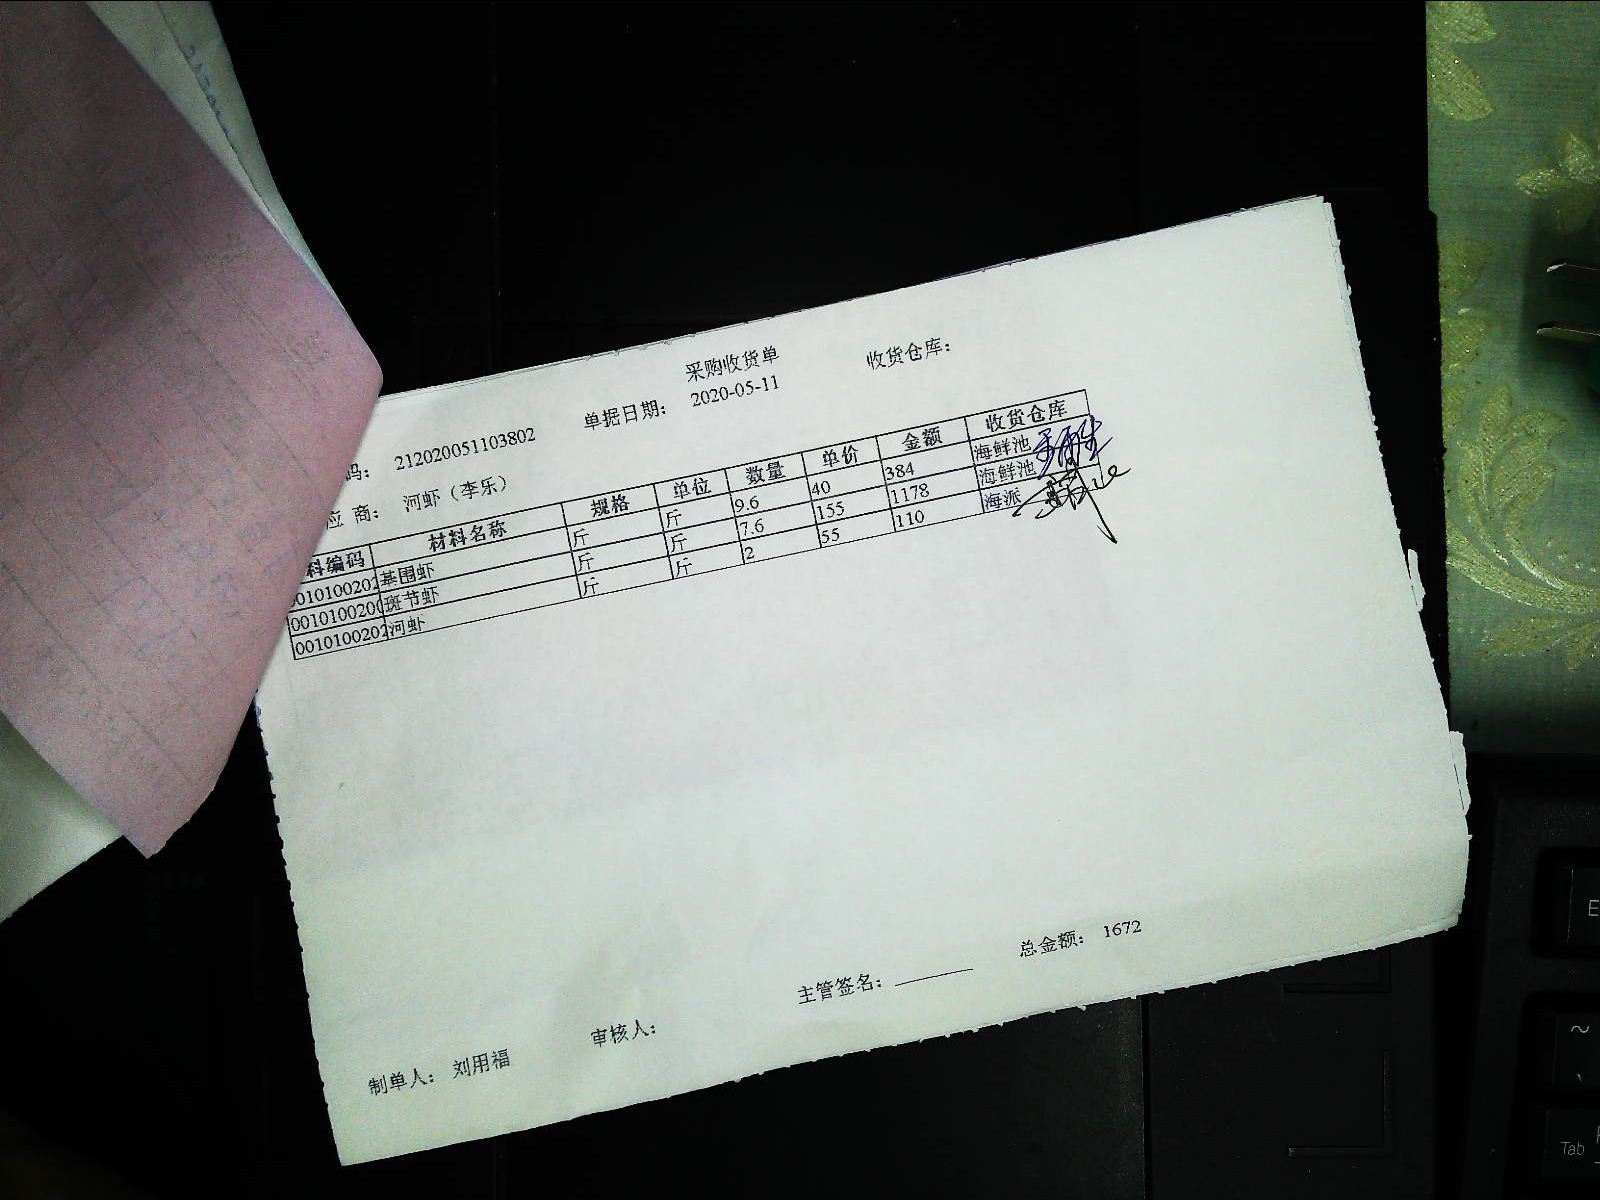 采购收货单
收货仓库：
码： 212020051103802 单据日期： 2020-05-11
应 商： 河虾（李乐）
料编码 材料名称 规格 单位 数量 单价 金额 收货仓库
010100202 基围虾 斤 斤 9.6 40 384 海鲜池
0010100200 斑节虾 斤 斤 7.6 155 1178 海鲜池
0010100202 河虾 斤 斤 2 55 110 海派
主管签名： 总金额： 1672
制单人： 刘用福 审核人：